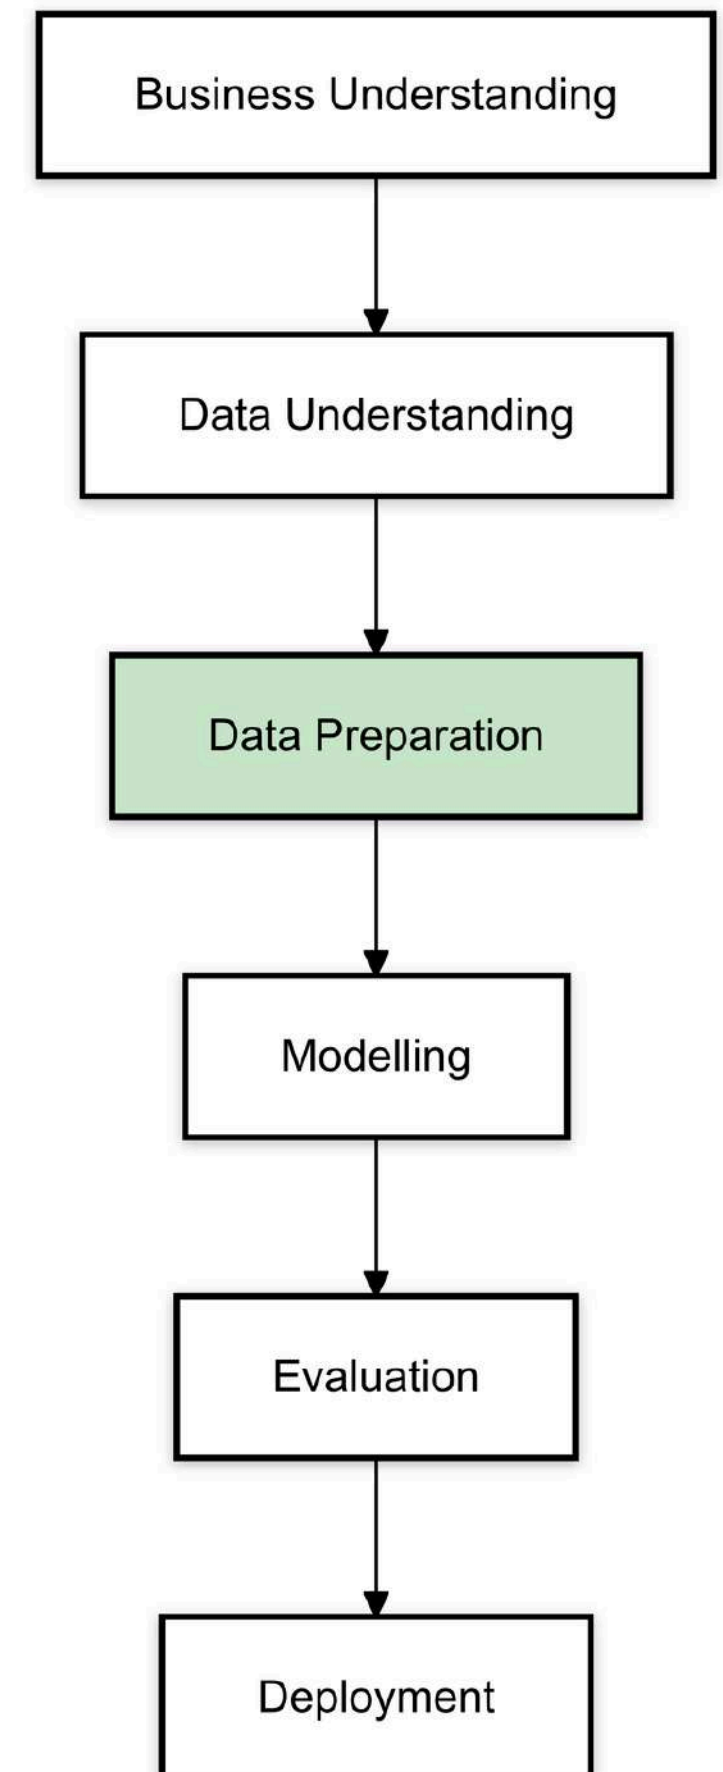 Business Understanding
Data Understanding
Data Preparation
Modelling
Evaluation
Deployment